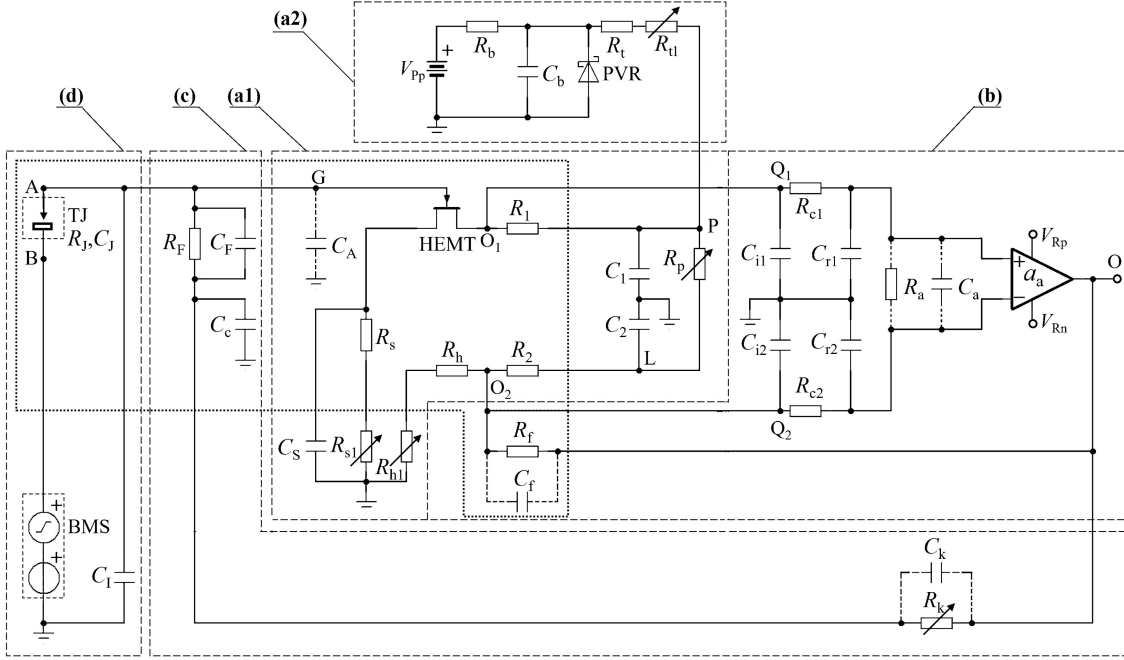 (a2)
+
V_Pp
R_b
C_b
PVR
R_t
R_t1
(d)
(c)
(a1)
(b)
A
TJ
R_J,C_J
B
G
R_F
C_F
C_A
HEMT
O_1
R_1
P
Q_1
R_c1
C_c
C_1
R_p
C_i1
C_r1
R_a
C_a
+
a_a
−
V_Rp
V_Rn
O
C_2
L
C_i2
C_r2
R_s
R_h
O_2
R_2
R_c2
Q_2
C_S
R_s1
R_h1
R_f
C_f
+
BMS
+
C_I
C_k
R_k